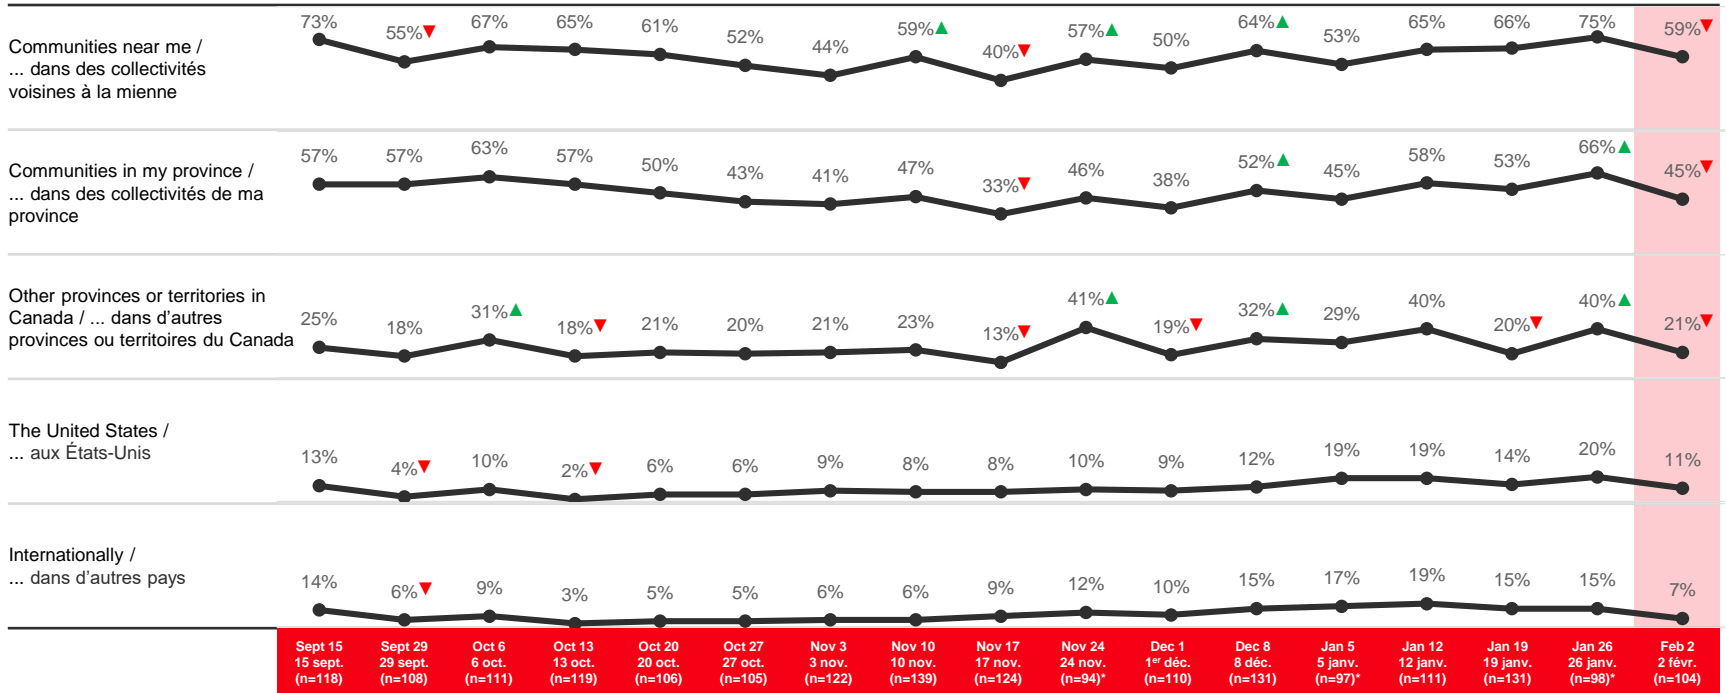 Communities near me /
... dans des collectivités
voisines à la mienne
73% 55%▼ 67% 65% 61% 52% 44% 59%▲ 40%▼ 57%▲ 50% 64%▲ 53% 65% 66% 75% 59%▼
Communities in my province /
... dans des collectivités de ma
province
57% 57% 63% 57% 50% 43% 41% 47% 33%▼ 46% 38% 52%▲ 45% 58% 53% 66%▲ 45%▼
Other provinces or territories in
Canada / ... dans d'autres
provinces ou territoires du Canada
25% 18% 31%▲ 18%▼ 21% 20% 21% 23% 13%▼ 41%▲ 19%▼ 32%▲ 29% 40% 20%▼ 40%▲ 21%▼
The United States /
... aux États-Unis
13% 4%▼ 10% 2%▼ 6% 6% 9% 8% 8% 10% 9% 12% 19% 19% 14% 20% 11%
Internationally /
... dans d'autres pays
14% 6%▼ 9% 3% 5% 5% 6% 6% 9% 12% 10% 15% 17% 19% 15% 15% 7%
Sept 15 Sept 29 Oct 6 Oct 13 Oct 20 Oct 27 Nov 3 Nov 10 Nov 17 Nov 24 Dec 1 Dec 8 Jan 5 Jan 12 Jan 19 Jan 26 Feb 2
15 sept. 29 sept. 6 oct. 13 oct. 20 oct. 27 oct. 3 nov. 10 nov. 17 nov. 24 nov. 1er déc. 8 déc. 5 janv. 12 janv. 19 janv. 26 janv. 2 févr.
(n=118) (n=108) (n=111) (n=119) (n=106) (n=105) (n=122) (n=139) (n=124) (n=94)* (n=110) (n=131) (n=97)* (n=111) (n=131) (n=98)* (n=104)